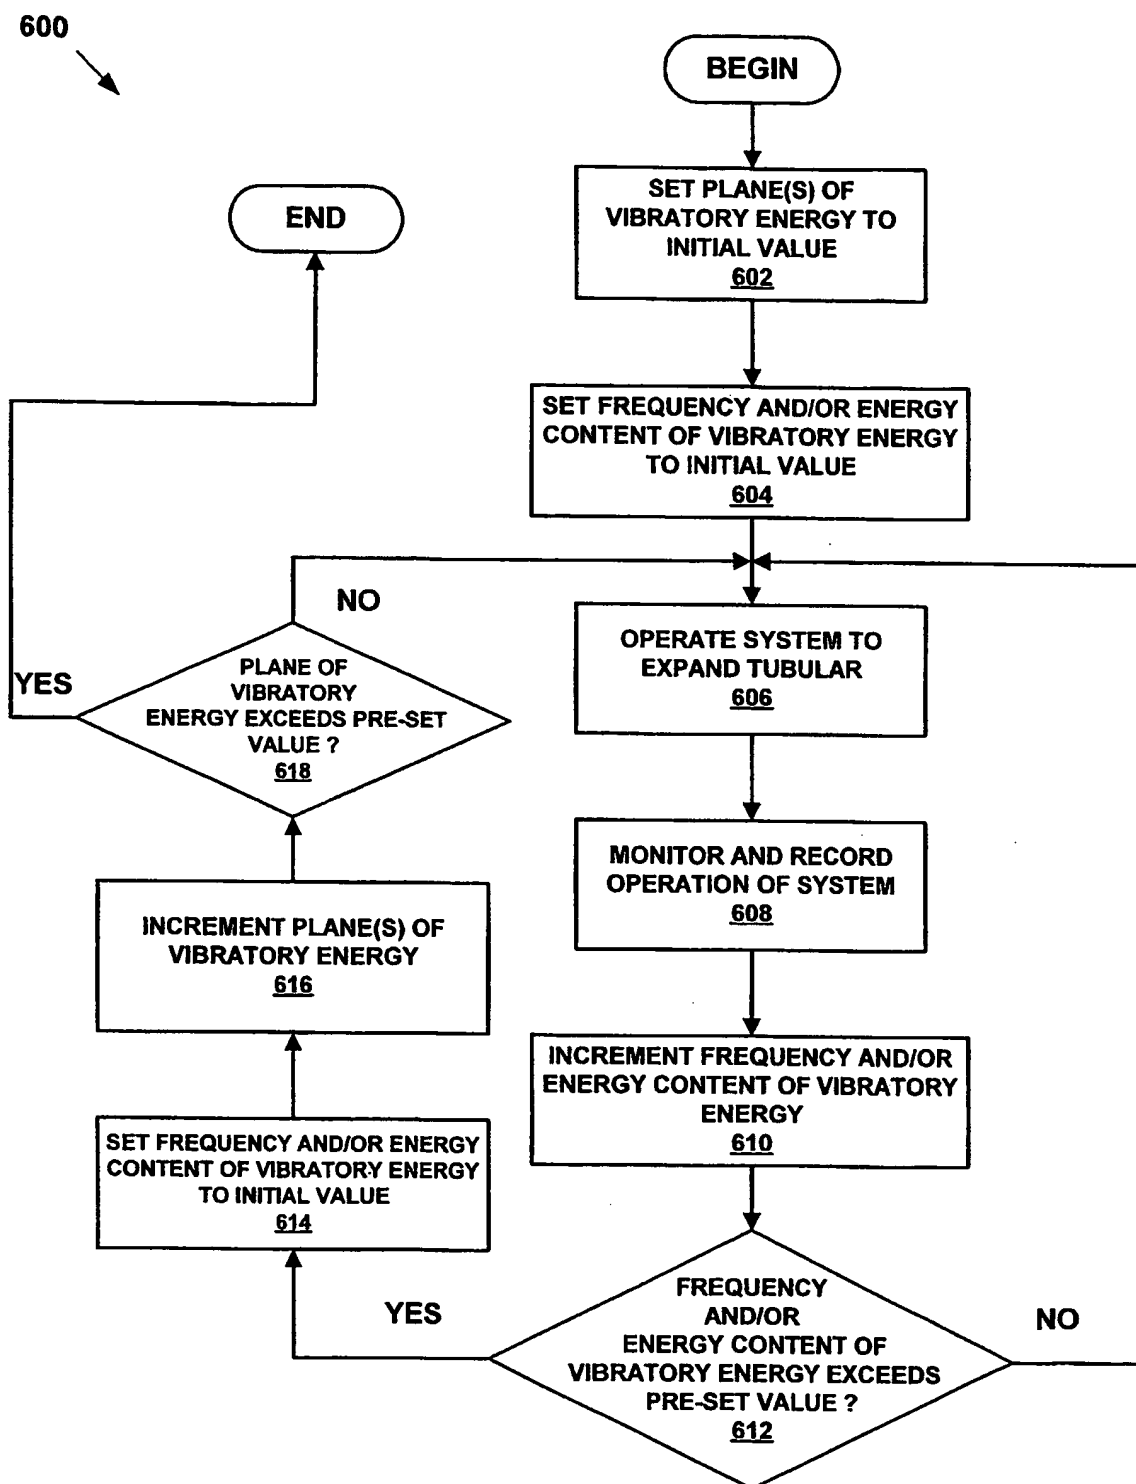 600
BEGIN
SET PLANE(S) OF
VIBRATORY ENERGY TO
INITIAL VALUE
602
END
SET FREQUENCY AND/OR ENERGY
CONTENT OF VIBRATORY ENERGY
TO INITIAL VALUE
604
NO
OPERATE SYSTEM TO
EXPAND TUBULAR
606
YES
PLANE OF
VIBRATORY
ENERGY EXCEEDS PRE-SET
VALUE ?
618
MONITOR AND RECORD
OPERATION OF SYSTEM
608
INCREMENT PLANE(S) OF
VIBRATORY ENERGY
616
INCREMENT FREQUENCY AND/OR
ENERGY CONTENT OF VIBRATORY
ENERGY
610
SET FREQUENCY AND/OR ENERGY
CONTENT OF VIBRATORY ENERGY
TO INITIAL VALUE
614
YES
FREQUENCY
AND/OR
ENERGY CONTENT OF
VIBRATORY ENERGY EXCEEDS
PRE-SET VALUE ?
612
NO